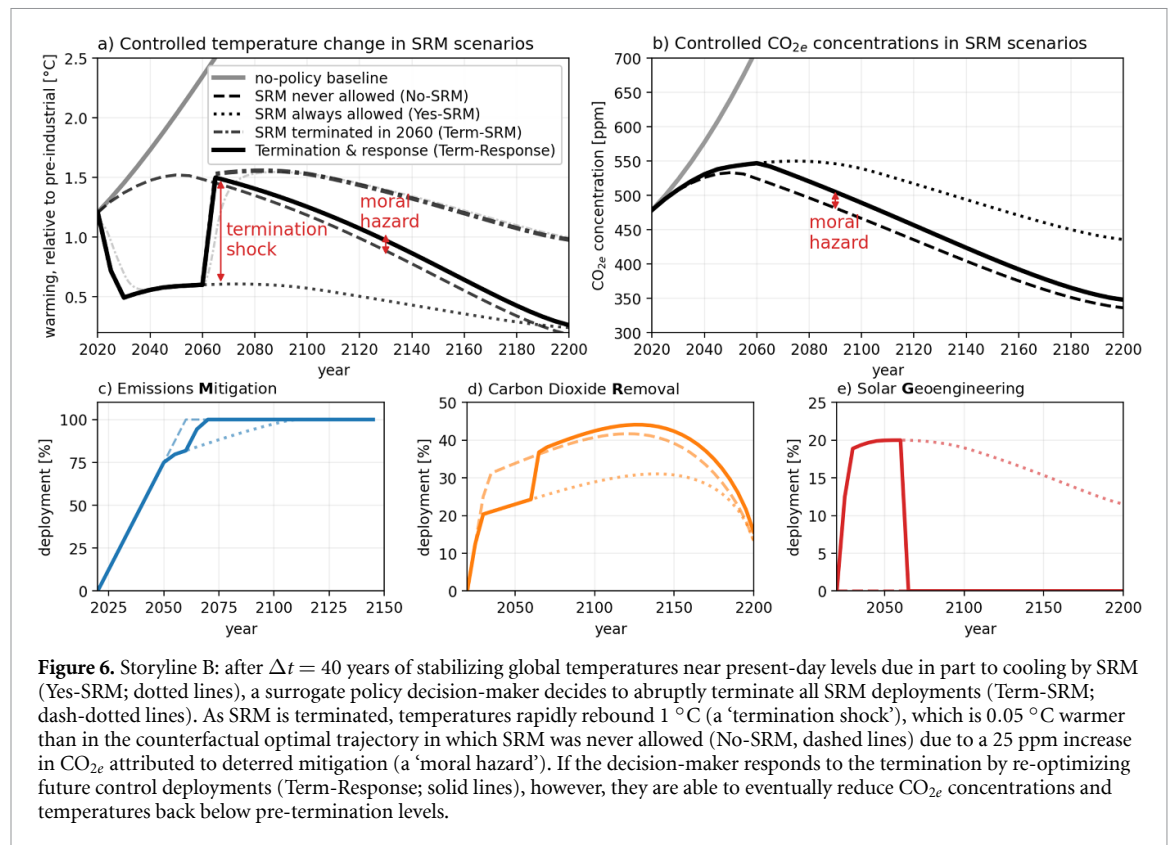 a) Controlled temperature change in SRM scenarios
warming, relative to pre-industrial [°C]
2.5
2.0
1.5
1.0
0.5
no-policy baseline
SRM never allowed (No-SRM)
SRM always allowed (Yes-SRM)
SRM terminated in 2060 (Term-SRM)
Termination & response (Term-Response)
termination
shock
moral
hazard
2020 2040 2060 2080 2100 2120 2140 2160 2180 2200
year
b) Controlled CO2e concentrations in SRM scenarios
CO2e concentration [ppm]
700
650
600
550
500
450
400
350
300
moral
hazard
2020 2040 2060 2080 2100 2120 2140 2160 2180 2200
year
c) Emissions Mitigation
deployment [%]
100
75
50
25
0
2025 2050 2075 2100 2125 2150
year
d) Carbon Dioxide Removal
deployment [%]
50
40
30
20
10
0
2050 2100 2150 2200
year
e) Solar Geoengineering
deployment [%]
25
20
15
10
5
0
2050 2100 2150 2200
year
Figure 6. Storyline B: after Δt = 40 years of stabilizing global temperatures near present-day levels due in part to cooling by SRM
(Yes-SRM; dotted lines), a surrogate policy decision-maker decides to abruptly terminate all SRM deployments (Term-SRM;
dash-dotted lines). As SRM is terminated, temperatures rapidly rebound 1 °C (a ‘termination shock’), which is 0.05 °C warmer
than in the counterfactual optimal trajectory in which SRM was never allowed (No-SRM, dashed lines) due to a 25 ppm increase
in CO2e attributed to deterred mitigation (a ‘moral hazard’). If the decision-maker responds to the termination by re-optimizing
future control deployments (Term-Response; solid lines), however, they are able to eventually reduce CO2e concentrations and
temperatures back below pre-termination levels.